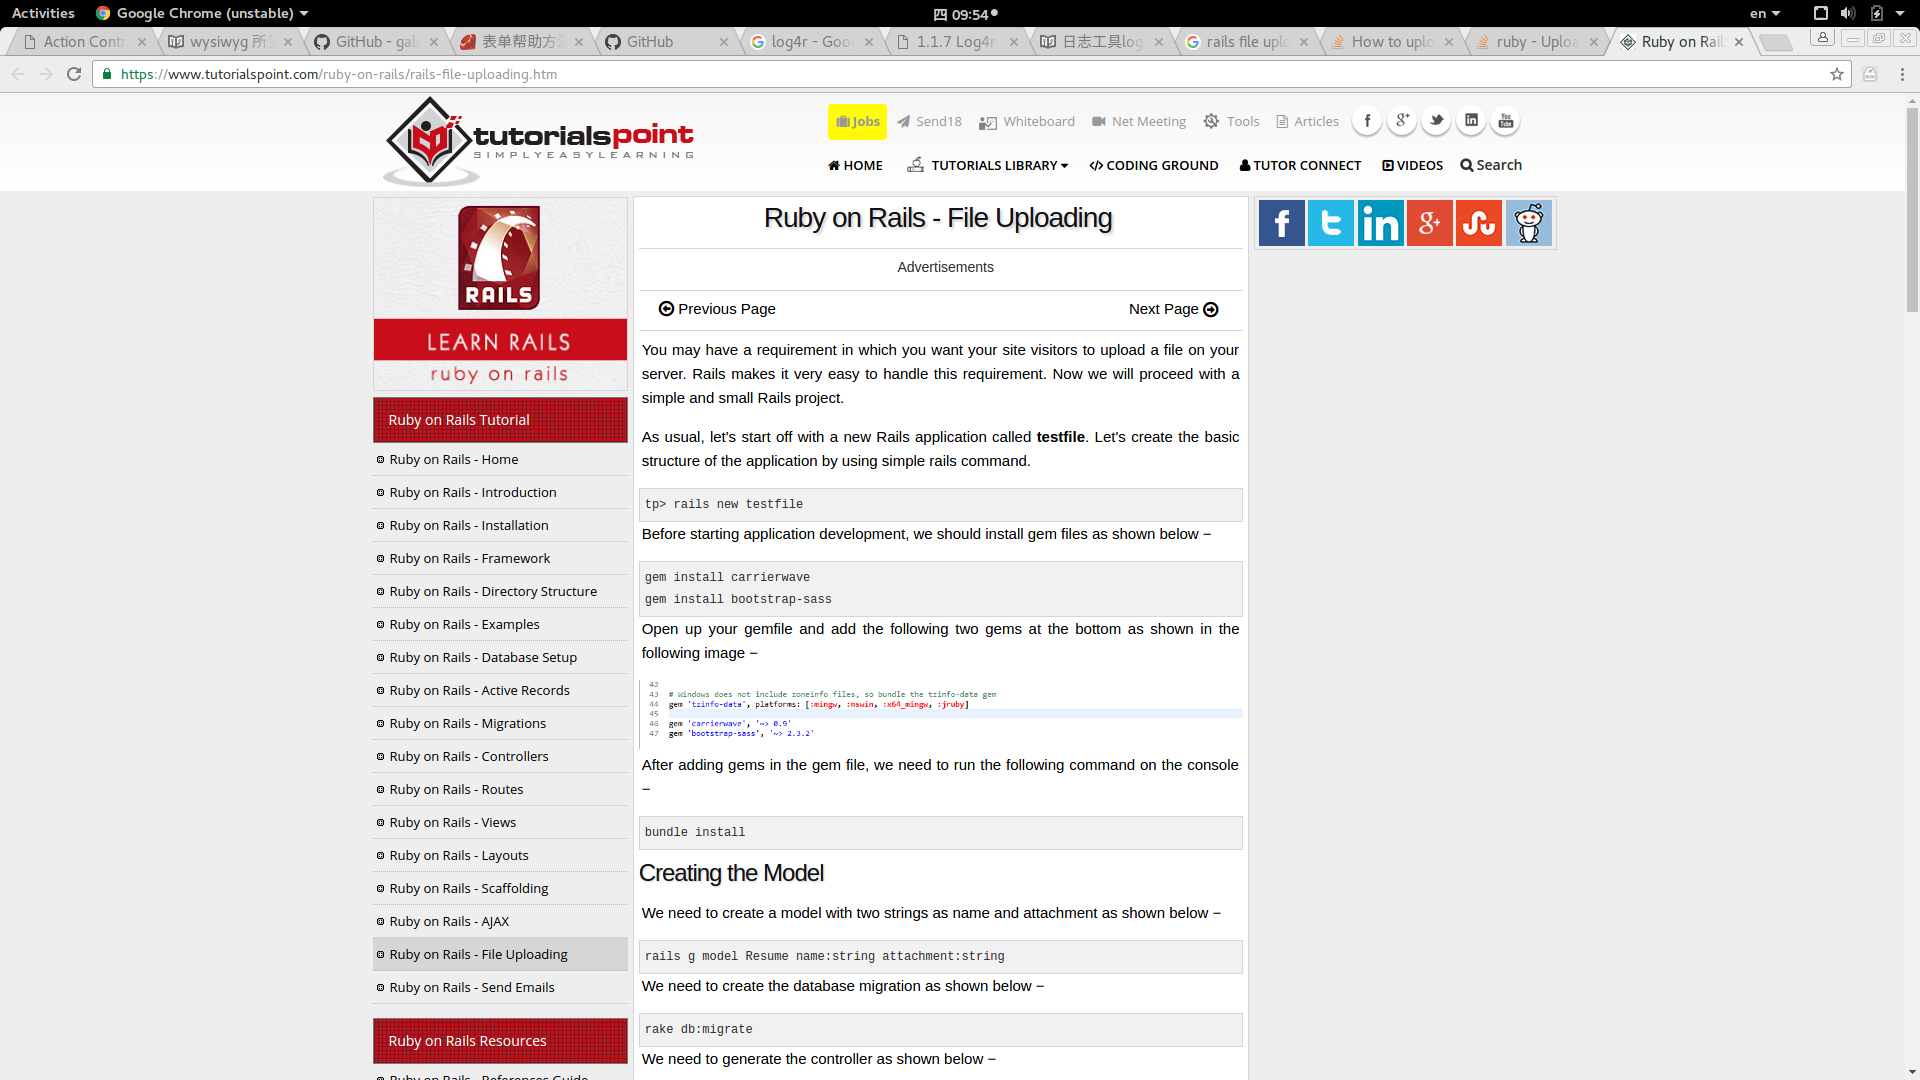 Activities Google Chrome (unstable) 四 09:54 en
Action Contr wysiwyg 所 GitHub - gale 表单帮助方 GitHub log4r - Goo 1.1.7 Log4r 日志工具log rails file uplo How to uplo ruby - Uploa Ruby on Rail
https://www.tutorialspoint.com/ruby-on-rails/rails-file-uploading.htm
tutorialspoint
SIMPLYEASYLEARNING
Jobs Send18 Whiteboard Net Meeting Tools Articles
HOME TUTORIALS LIBRARY CODING GROUND TUTOR CONNECT VIDEOS Search
RAILS
LEARN RAILS
ruby on rails
Ruby on Rails Tutorial
Ruby on Rails - Home
Ruby on Rails - Introduction
Ruby on Rails - Installation
Ruby on Rails - Framework
Ruby on Rails - Directory Structure
Ruby on Rails - Examples
Ruby on Rails - Database Setup
Ruby on Rails - Active Records
Ruby on Rails - Migrations
Ruby on Rails - Controllers
Ruby on Rails - Routes
Ruby on Rails - Views
Ruby on Rails - Layouts
Ruby on Rails - Scaffolding
Ruby on Rails - AJAX
Ruby on Rails - File Uploading
Ruby on Rails - Send Emails
Ruby on Rails Resources
Ruby on Rails - References Guide
Ruby on Rails - File Uploading
Advertisements
Previous Page Next Page
You may have a requirement in which you want your site visitors to upload a file on your
server. Rails makes it very easy to handle this requirement. Now we will proceed with a
simple and small Rails project.
As usual, let's start off with a new Rails application called testfile. Let's create the basic
structure of the application by using simple rails command.
tp> rails new testfile
Before starting application development, we should install gem files as shown below −
gem install carrierwave
gem install bootstrap-sass
Open up your gemfile and add the following two gems at the bottom as shown in the
following image −
42
43 # Windows does not include zoneinfo files, so bundle the tzinfo-data gem
44 gem 'tzinfo-data', platforms: [:mingw, :mswin, :x64_mingw, :jruby]
45
46 gem 'carrierwave', '~> 0.9'
47 gem 'bootstrap-sass', '~> 2.3.2'
After adding gems in the gem file, we need to run the following command on the console
−
bundle install
Creating the Model
We need to create a model with two strings as name and attachment as shown below −
rails g model Resume name:string attachment:string
We need to create the database migration as shown below −
rake db:migrate
We need to generate the controller as shown below −